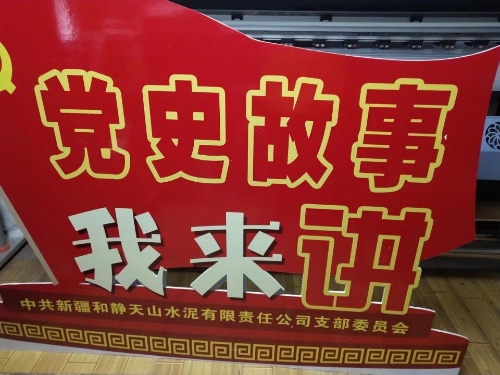 党史故事
我来讲
中共新疆和静天山水泥有限责任公司支部委员会